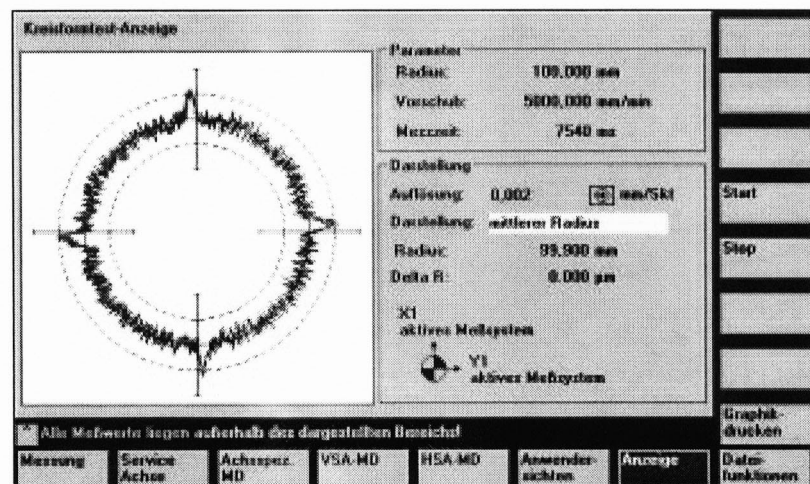 Kreisformtest-Anzeige
Parameter
Radius: 100,000 mm
Vorschub: 5000,000 mm/min
Messzeit: 7540 ms
Darstellung
Auflösung: 0,002 mm/Skt
Darstellung: mittlerer Radius
Radius: 99,900 mm
Delta R: 0.000 µm
X1
aktives Meßsystem
Y1
aktives Meßsystem
Start
Stop
Graphik-
drucken
Alle Meßwerte liegen außerhalb des dargestellten Bereichs!
Messung
Service
Achse
Achsspez.
MD
VSA-MD
HSA-MD
Anwender-
sichten
Anzeige
Datei-
funktionen